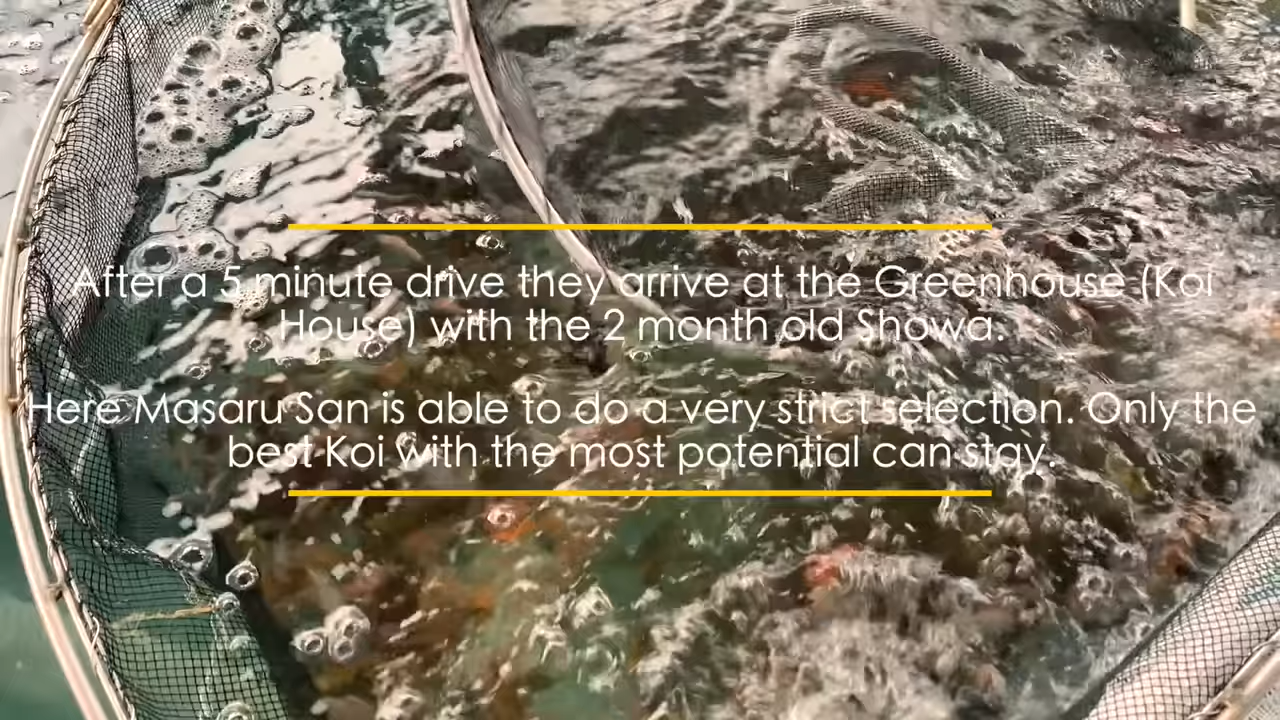 After a 5 minute drive they arrive at the Greenhouse (Koi
House) with the 2 month old Showa.
Here Masaru San is able to do a very strict selection. Only the
best Koi with the most potential can stay.